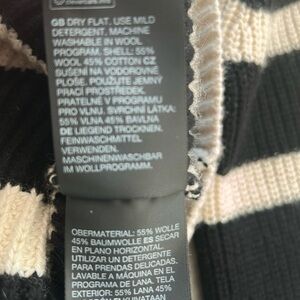 clevercare.info
GB DRY FLAT. USE MILD
DETERGENT. MACHINE
WASHABLE IN WOOL
PROGRAM. SHELL: 55%
WOOL 45% COTTON CZ
SUŠENÍ NA VODOROVNÉ
PLOŠE. POUŽIJTE JEMNÝ
PRACÍ PROSTŘEDEK.
PRATELNÉ V PROGRAMU
PRO VLNU. SVRCHNÍ LÁTKA:
55% VLNA 45% BAVLNA
DE LIEGEND TROCKNEN.
FEINWASCHMITTEL
VERWENDEN.
MASCHINENWASCHBAR
IM WOLLPROGRAMM.
OBERMATERIAL: 55% WOLLE
45% BAUMWOLLE ES SECAR
EN PLANO HORIZONTAL.
UTILIZAR UN DETERGENTE
PARA PRENDAS DELICADAS.
LAVABLE A MÁQUINA EN EL
PROGRAMA DE LANA. TELA
EXTERIOR: 55% LANA 45%